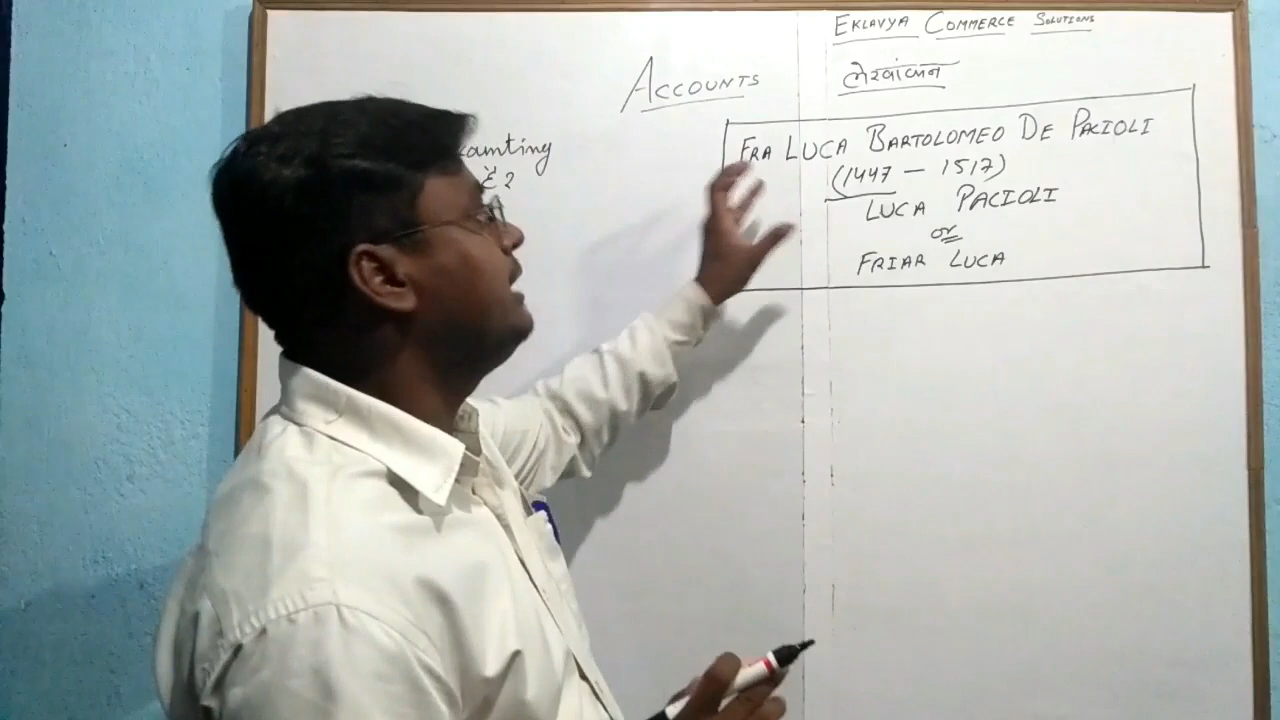 EKLAVYA COMMERCE SOLUTIONS
ACCOUNTS
लेखांकन
FRA LUCA BARTOLOMEO DE PACIOLI
(1447 – 1517)
LUCA PACIOLI
or
FRIAR LUCA